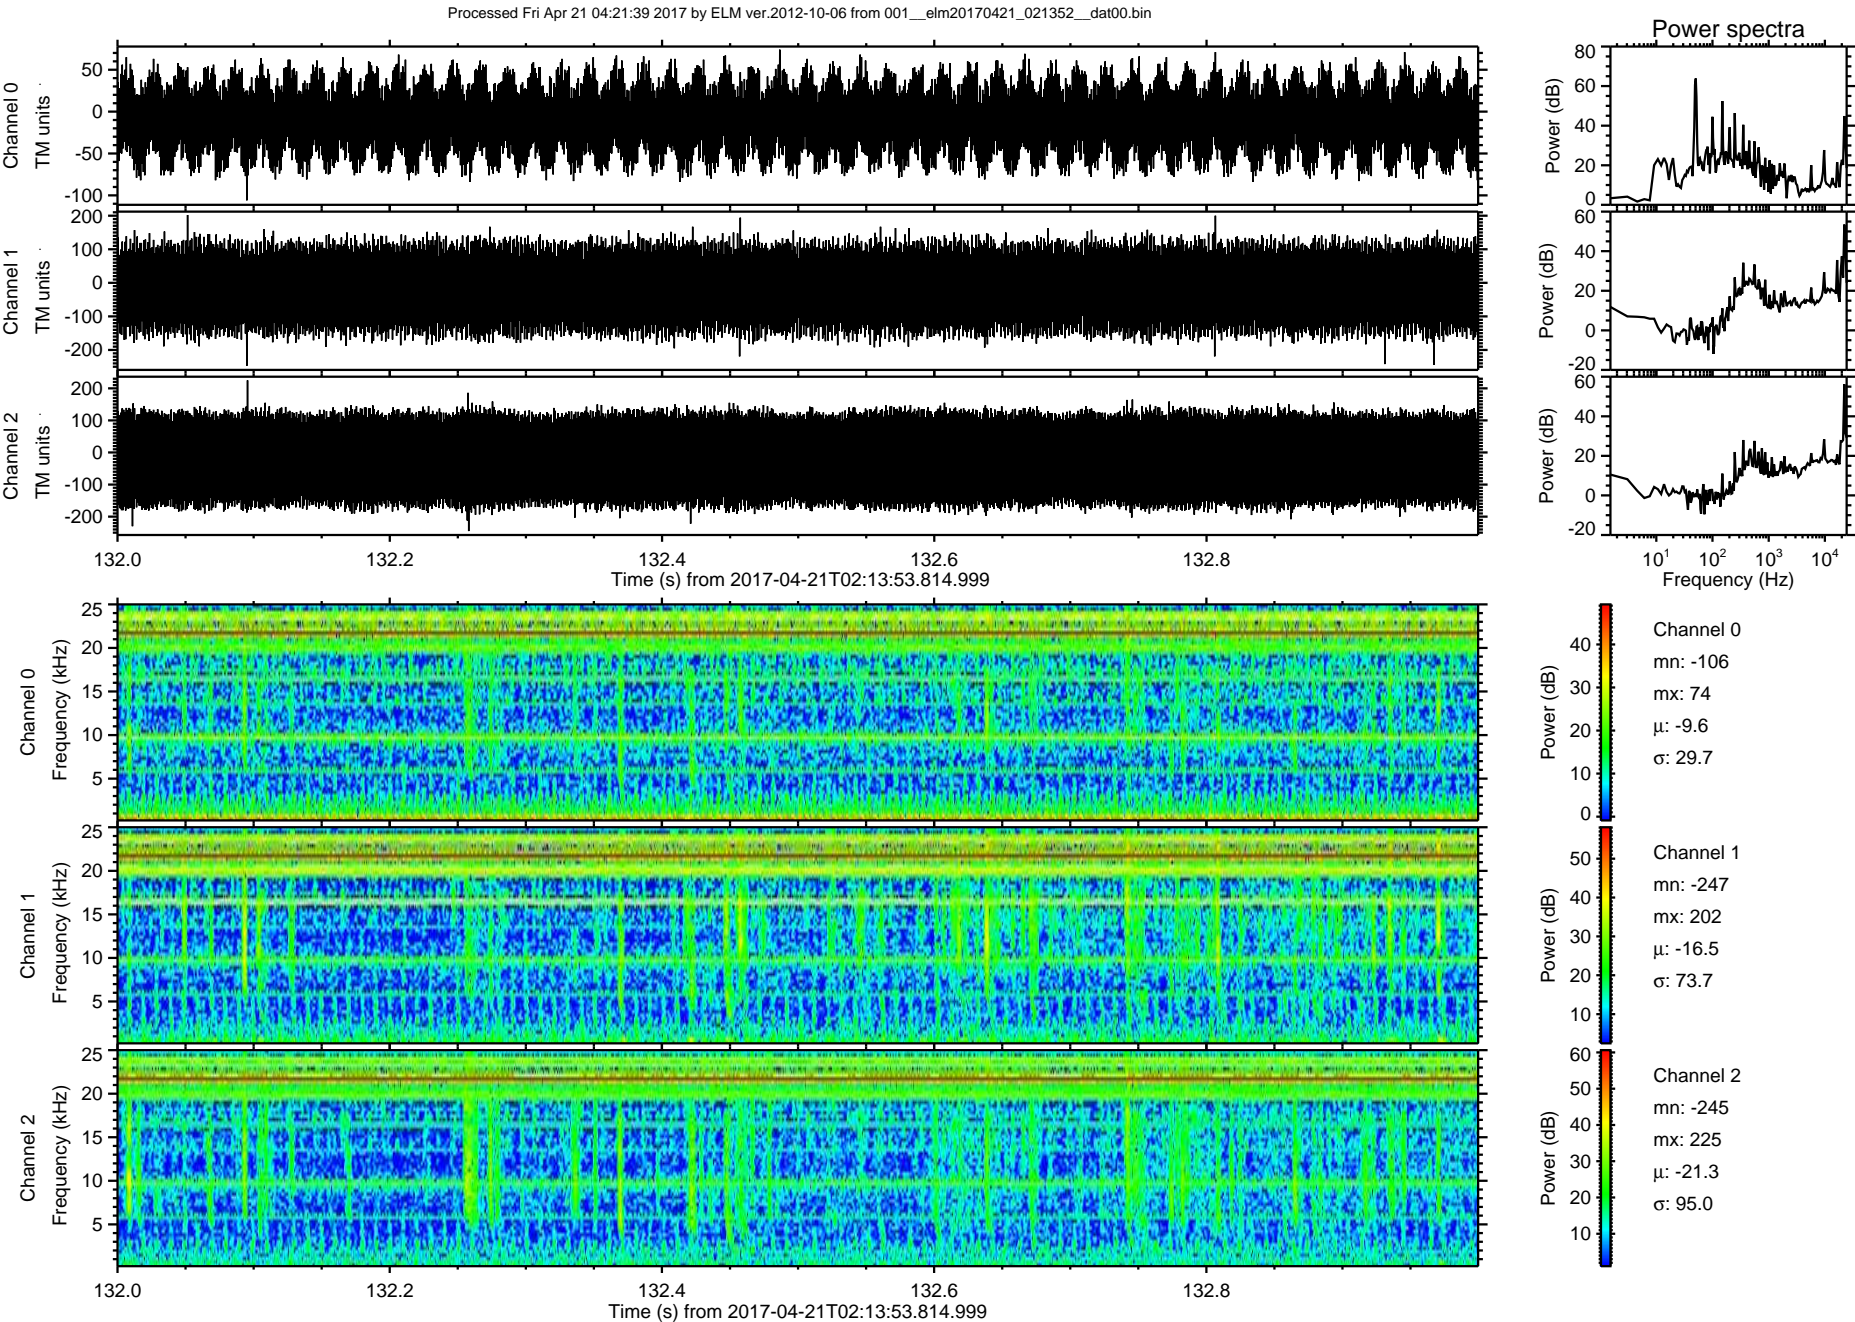 Processed Fri Apr 21 04:21:39 2017 by ELM ver.2012-10-06 from 001__elm20170421_021352__dat00.bin
Power spectra
Channel 0
TM units
50
0
-50
-100
Power (dB)
80
60
40
20
0
Channel 1
TM units
200
100
0
-100
-200
Power (dB)
60
40
20
0
-20
Channel 2
TM units
200
100
0
-100
-200
Power (dB)
60
40
20
0
-20
132.0 132.2 132.4 132.6 132.8
Time (s) from 2017-04-21T02:13:53.814.999
10^1 10^2 10^3 10^4
Frequency (Hz)
Channel 0
Frequency (kHz)
25
20
15
10
5
Power (dB)
40
30
20
10
0
Channel 0
mn: -106
mx: 74
μ: -9.6
σ: 29.7
Channel 1
Frequency (kHz)
25
20
15
10
5
Power (dB)
50
40
30
20
10
Channel 1
mn: -247
mx: 202
μ: -16.5
σ: 73.7
Channel 2
Frequency (kHz)
25
20
15
10
5
Power (dB)
60
50
40
30
20
10
Channel 2
mn: -245
mx: 225
μ: -21.3
σ: 95.0
132.0 132.2 132.4 132.6 132.8
Time (s) from 2017-04-21T02:13:53.814.999